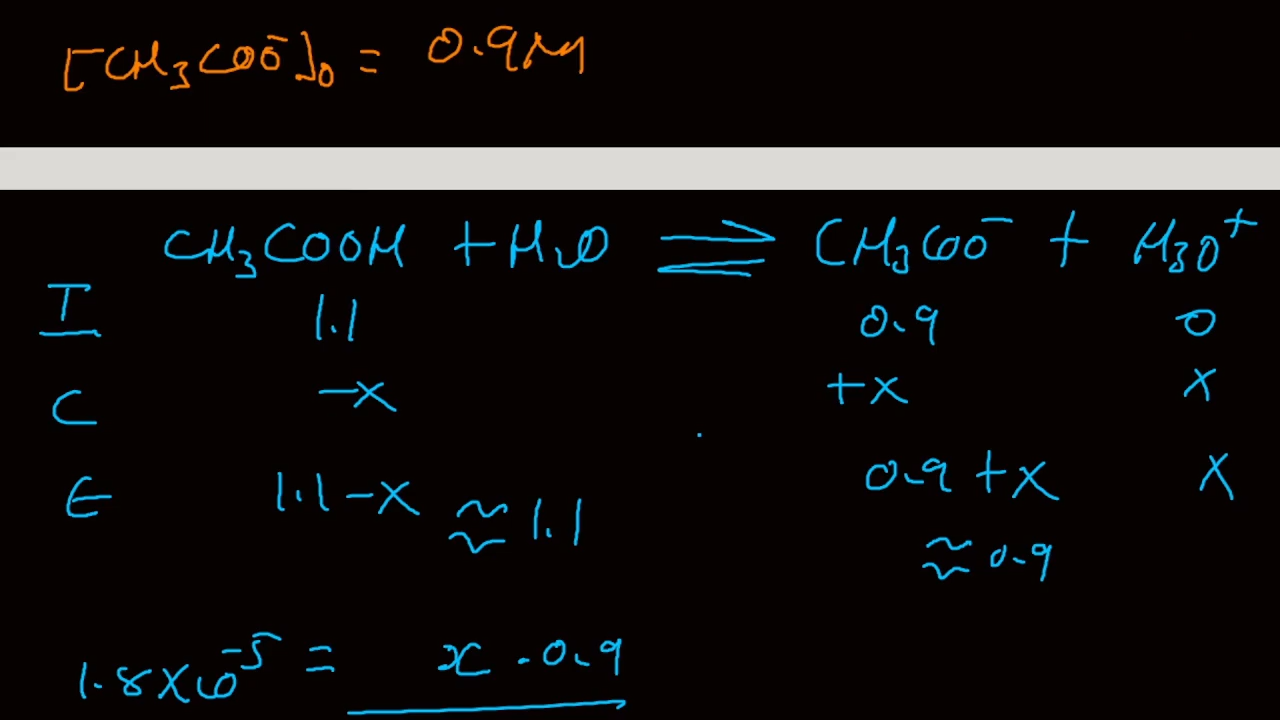 [CH₃COO⁻]₀ = 0.9M
CH₃COOH + H₂O ⇌ CH₃COO⁻ + H₃O⁺
I 1.1 0.9 0
C -x +x x
E 1.1-x ≈ 1.1 0.9+x x
≈ 0.9
1.8x10⁻⁵ = x . 0.9